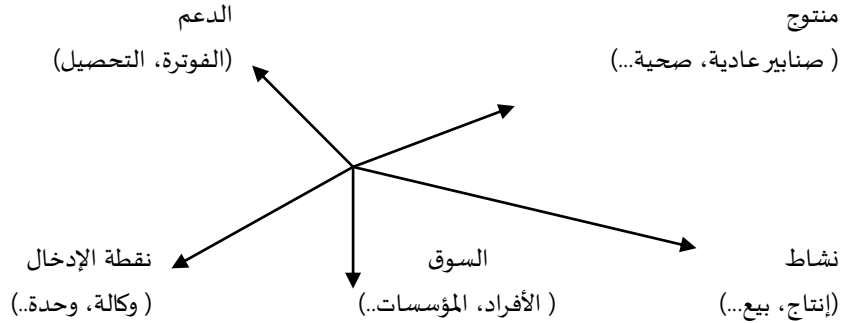 منتوج
( صنابير عادية، صحية...)
الدعم
(الفوترة، التحصيل)
نشاط
(إنتاج، بيع...)
السوق
( الأفراد، المؤسسات..)
نقطة الإدخال
( وكالة، وحدة..)